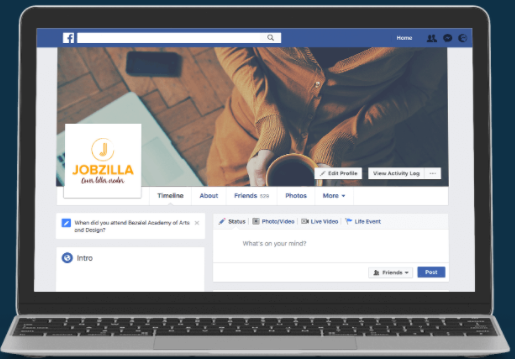 f
Home
J
JOBZILLA
Edit Profile
View Activity Log
Timeline
About
Friends 539
Photos
More
When did you attend Bezalel Academy of Arts
and Design?
Intro
Status
Photo/Video
Live Video
Life Event
What's on your mind?
Friends
Post